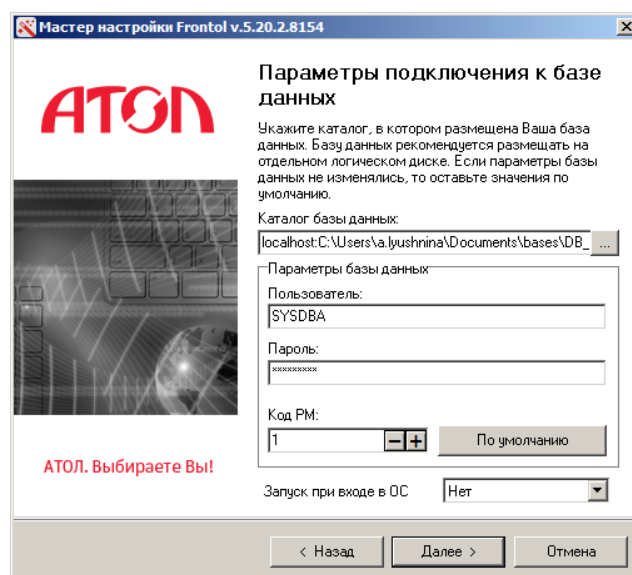 Мастер настройки Frontol v.5.20.2.8154
АТОЛ
Параметры подключения к базе
данных
Укажите каталог, в котором размещена Ваша база
данных. Базу данных рекомендуется размещать на
отдельном логическом диске. Если параметры базы
данных не изменялись, то оставьте значения по
умолчанию.
Каталог базы данных:
localhost:C:\Users\a.lyushnina\Documents\bases\DB_ ...
Параметры базы данных
Пользователь:
SYSDBA
Пароль:
×××××××××
Код РМ:
1 По умолчанию
АТОЛ. Выбираете Вы!
Запуск при входе в ОС Нет
< Назад Далее > Отмена